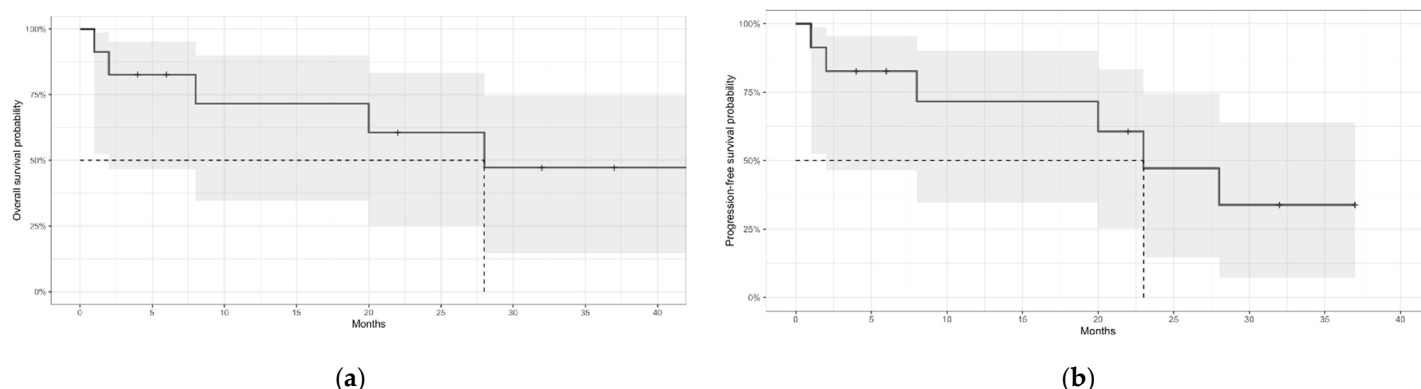 Overall survival probability
100%
75%
50%
25%
0%
0 5 10 15 20 25 30 35 40
Months
(a)
Progression-free survival probability
100%
75%
50%
25%
0%
0 5 10 15 20 25 30 35 40
Months
(b)